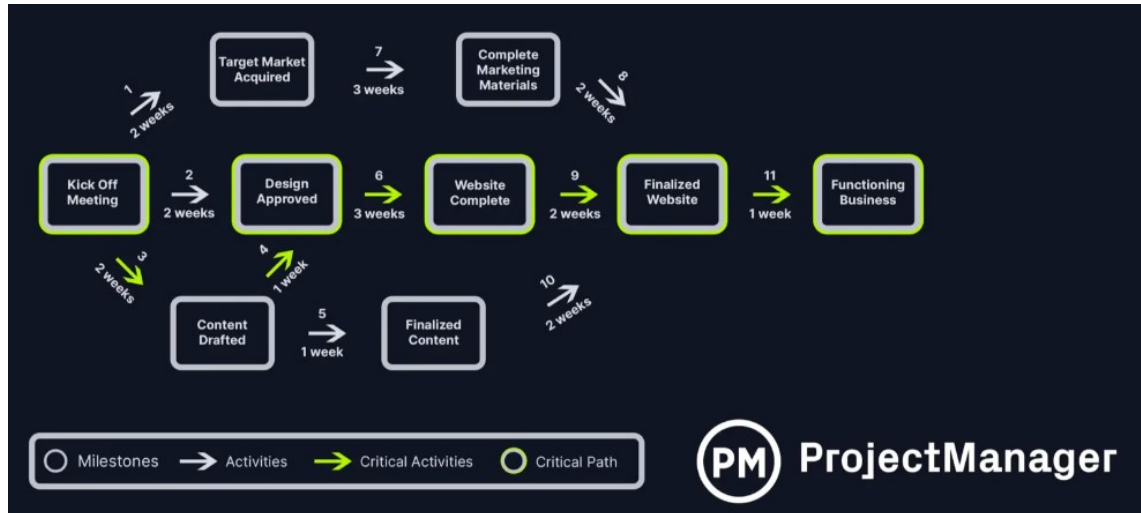 Target Market
Acquired
7
3 weeks
Complete
Marketing
Materials
1
2 weeks
8
2 weeks
Kick Off
Meeting
2
2 weeks
Design
Approved
6
3 weeks
Website
Complete
9
2 weeks
Finalized
Website
11
1 week
Functioning
Business
3
2 weeks
4
1 week
10
2 weeks
Content
Drafted
5
1 week
Finalized
Content
Milestones
Activities
Critical Activities
Critical Path
PM ProjectManager